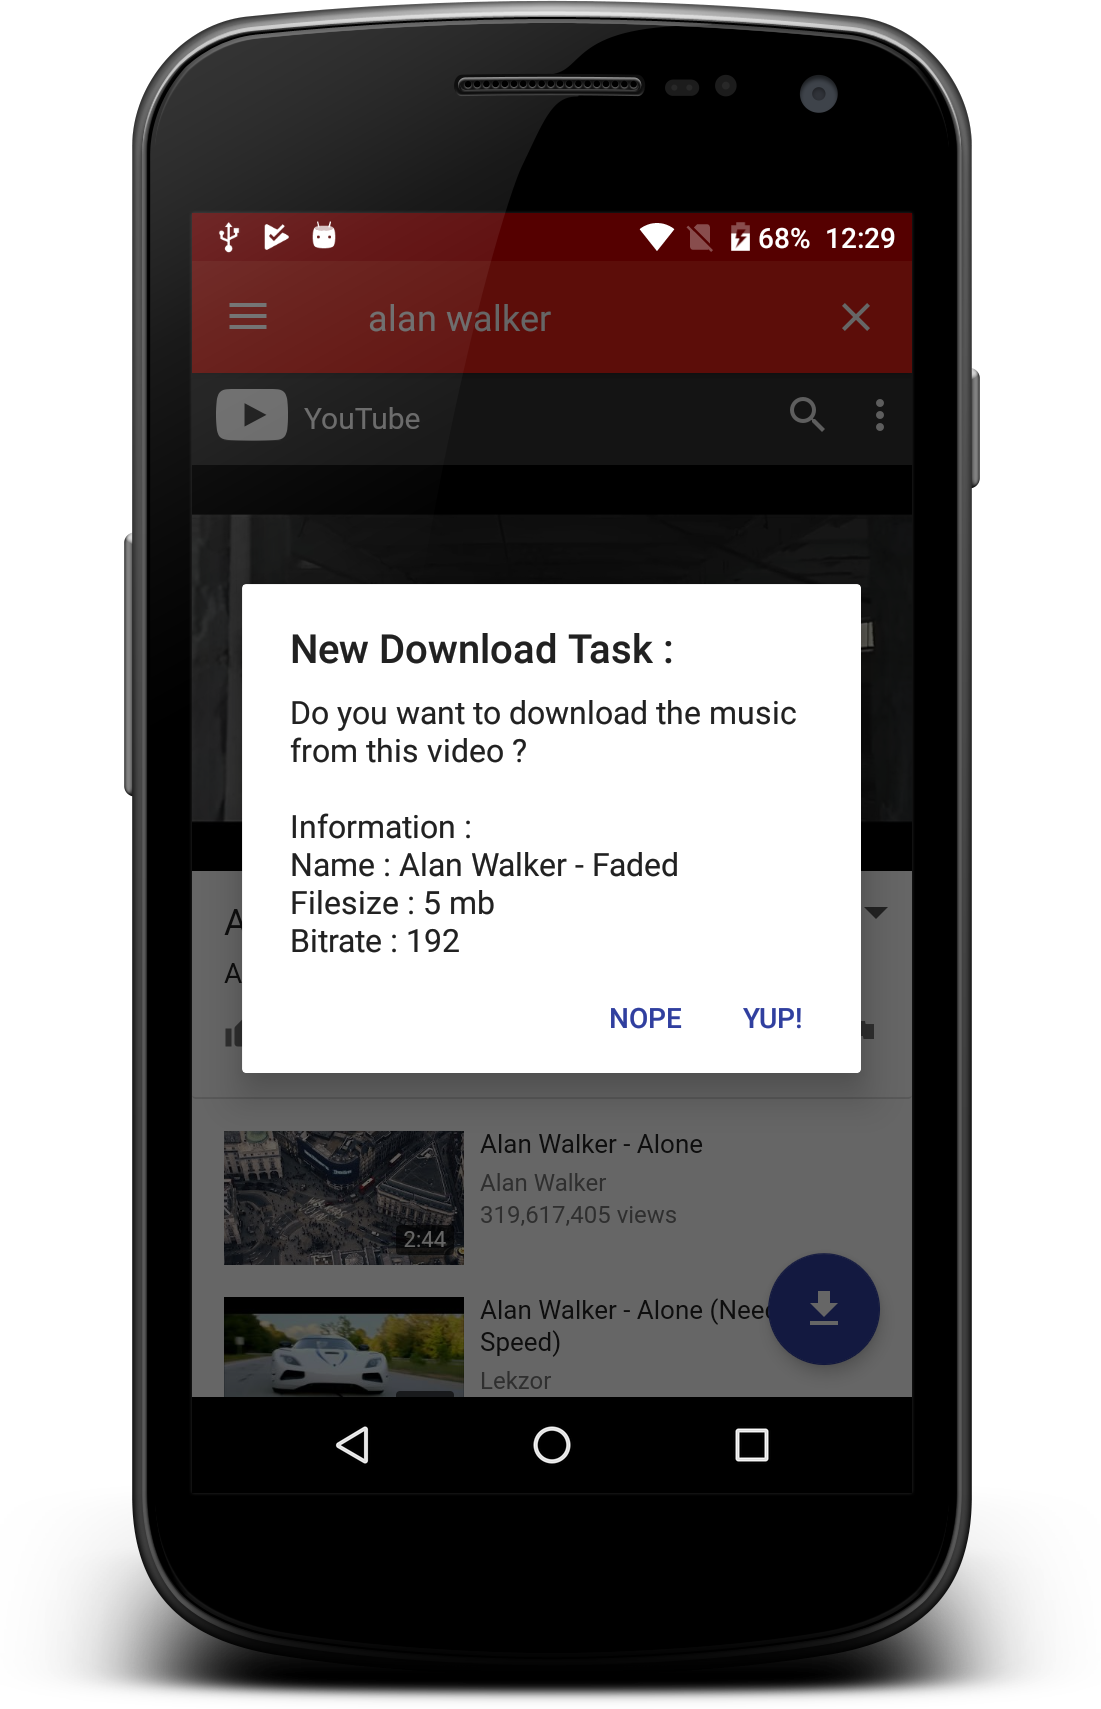 68% 12:29
alan walker
YouTube
New Download Task :
Do you want to download the music
from this video ?
Information :
Name : Alan Walker - Faded
Filesize : 5 mb
Bitrate : 192
A
A
NOPE YUP!
Alan Walker - Alone
Alan Walker
319,617,405 views
2:44
Alan Walker - Alone (Need
Speed)
Lekzor